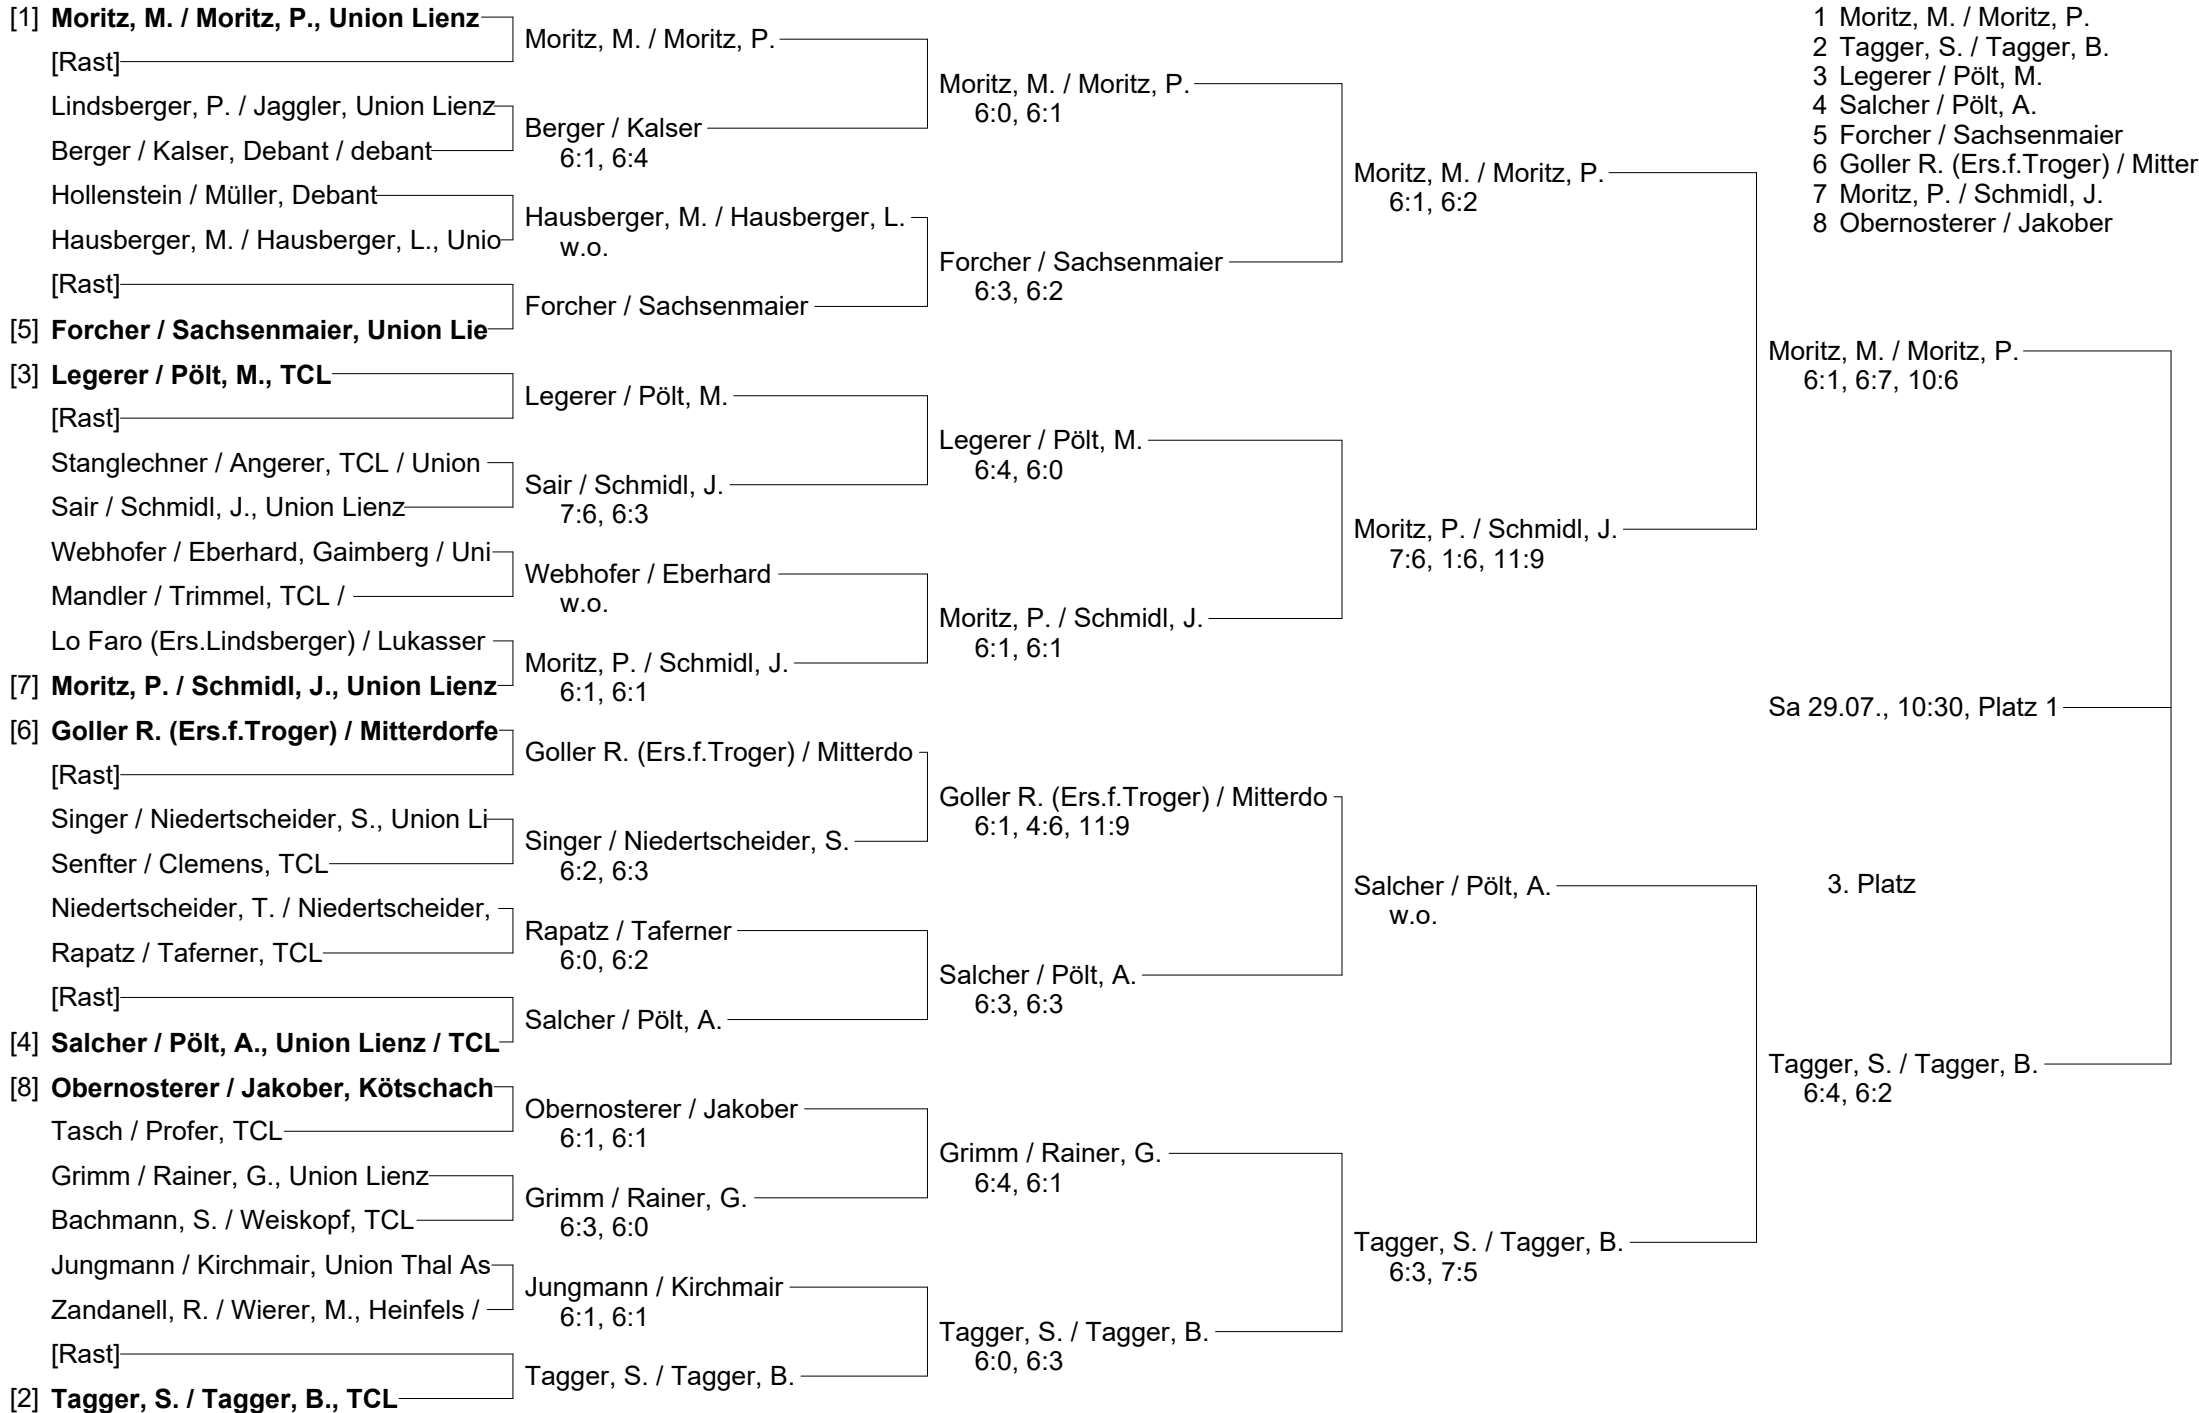 [1] Moritz, M. / Moritz, P., Union Lienz
[Rast]
Lindsberger, P. / Jaggler, Union Lienz
Berger / Kalser, Debant / debant
Hollenstein / Müller, Debant
Hausberger, M. / Hausberger, L., Unio
[Rast]
[5] Forcher / Sachsenmaier, Union Lie
[3] Legerer / Pölt, M., TCL
[Rast]
Stanglechner / Angerer, TCL / Union
Sair / Schmidl, J., Union Lienz
Webhofer / Eberhard, Gaimberg / Uni
Mandler / Trimmel, TCL /
Lo Faro (Ers.Lindsberger) / Lukasser
[7] Moritz, P. / Schmidl, J., Union Lienz
[6] Goller R. (Ers.f.Troger) / Mitterdorfe
[Rast]
Singer / Niedertscheider, S., Union Li
Senfter / Clemens, TCL
Niedertscheider, T. / Niedertscheider,
Rapatz / Taferner, TCL
[Rast]
[4] Salcher / Pölt, A., Union Lienz / TCL
[8] Obernosterer / Jakober, Kötschach
Tasch / Profer, TCL
Grimm / Rainer, G., Union Lienz
Bachmann, S. / Weiskopf, TCL
Jungmann / Kirchmair, Union Thal As
Zandanell, R. / Wierer, M., Heinfels /
[Rast]
[2] Tagger, S. / Tagger, B., TCL
Moritz, M. / Moritz, P.
Berger / Kalser
6:1, 6:4
Hausberger, M. / Hausberger, L.
w.o.
Forcher / Sachsenmaier
Legerer / Pölt, M.
Sair / Schmidl, J.
7:6, 6:3
Webhofer / Eberhard
w.o.
Moritz, P. / Schmidl, J.
6:1, 6:1
Goller R. (Ers.f.Troger) / Mitterdo
Singer / Niedertscheider, S.
6:2, 6:3
Rapatz / Taferner
6:0, 6:2
Salcher / Pölt, A.
Obernosterer / Jakober
6:1, 6:1
Grimm / Rainer, G.
6:3, 6:0
Jungmann / Kirchmair
6:1, 6:1
Tagger, S. / Tagger, B.
Moritz, M. / Moritz, P.
6:0, 6:1
Forcher / Sachsenmaier
6:3, 6:2
Legerer / Pölt, M.
6:4, 6:0
Moritz, P. / Schmidl, J.
6:1, 6:1
Goller R. (Ers.f.Troger) / Mitterdo
6:1, 4:6, 11:9
Salcher / Pölt, A.
6:3, 6:3
Grimm / Rainer, G.
6:4, 6:1
Tagger, S. / Tagger, B.
6:0, 6:3
Moritz, M. / Moritz, P.
6:1, 6:2
Moritz, P. / Schmidl, J.
7:6, 1:6, 11:9
Salcher / Pölt, A.
w.o.
Tagger, S. / Tagger, B.
6:3, 7:5
Moritz, M. / Moritz, P.
6:1, 6:7, 10:6
Sa 29.07., 10:30, Platz 1
3. Platz
Tagger, S. / Tagger, B.
6:4, 6:2
1 Moritz, M. / Moritz, P.
2 Tagger, S. / Tagger, B.
3 Legerer / Pölt, M.
4 Salcher / Pölt, A.
5 Forcher / Sachsenmaier
6 Goller R. (Ers.f.Troger) / Mitter
7 Moritz, P. / Schmidl, J.
8 Obernosterer / Jakober